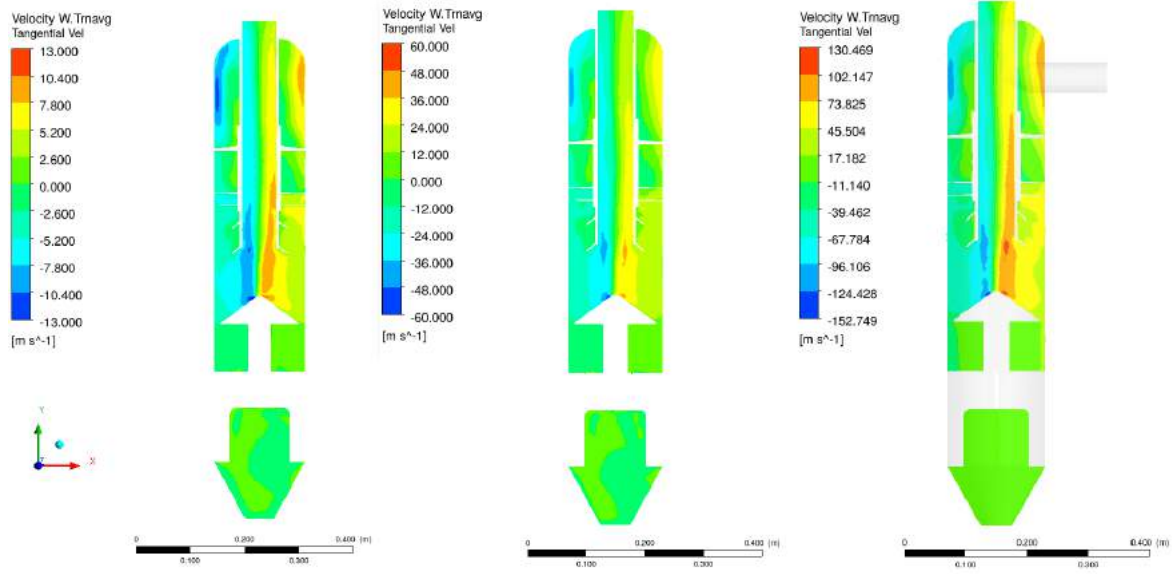 Velocity W.Trnavg
Tangential Vel
13.000
10.400
7.800
5.200
2.600
0.000
-2.600
-5.200
-7.800
-10.400
-13.000
[m s^-1]
Velocity W.Trnavg
Tangential Vel
60.000
48.000
36.000
24.000
12.000
0.000
-12.000
-24.000
-36.000
-48.000
-60.000
[m s^-1]
Velocity W.Trnavg
Tangential Vel
130.469
102.147
73.825
45.504
17.182
-11.140
-39.462
-67.784
-96.106
-124.428
-152.749
[m s^-1]
Y
Z
X
0 0.200 0.400 (m)
0.100 0.300
0 0.200 0.400 (m)
0.100 0.300
0 0.200 0.400 (m)
0.100 0.300